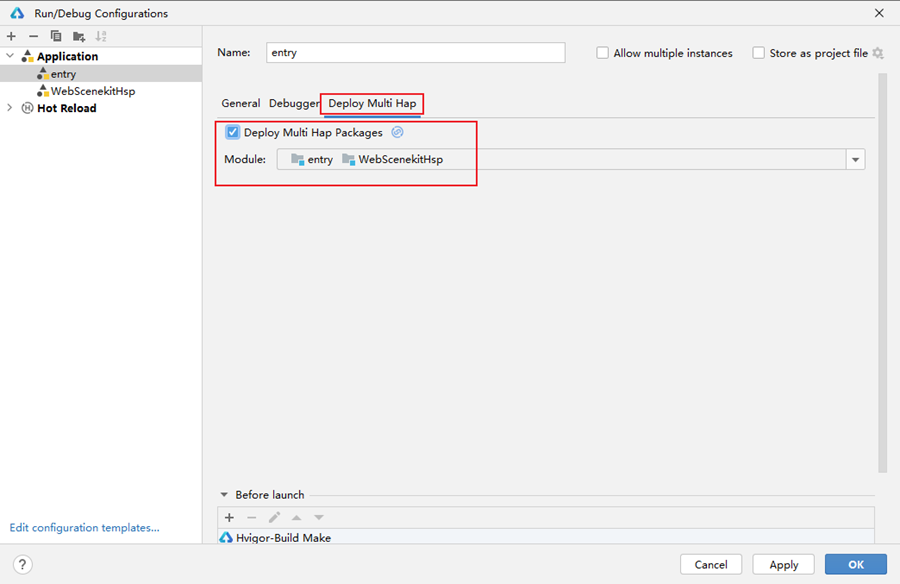 Run/Debug Configurations
Application
entry
WebScenekitHsp
Hot Reload
Edit configuration templates...
Name: entry
Allow multiple instances
Store as project file
General Debugger Deploy Multi Hap
Deploy Multi Hap Packages
Module: entry WebScenekitHsp
Before launch
Hvigor-Build Make
? Cancel Apply OK